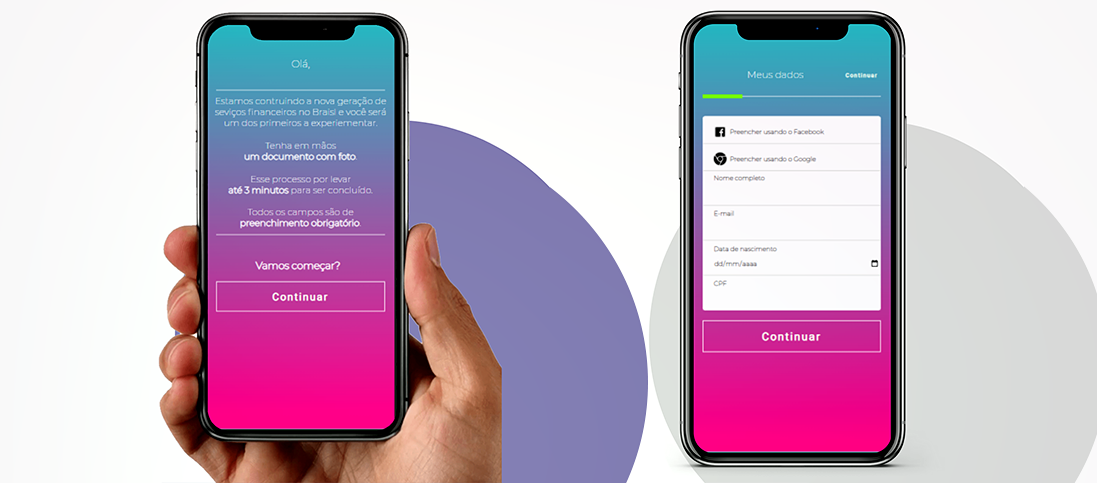 Olá,
Estamos contruindo a nova geração de
seviços financeiros no Braisl e você será
um dos primeiros a experiementar.
Tenha em mãos
um documento com foto.
Esse processo por levar
até 3 minutos para ser concluído.
Todos os campos são de
preenchimento obrigatório.
Vamos começar?
Continuar
Meus dados
Continuar
Preencher usando o Facebook
Preencher usando o Google
Nome completo
E-mail
Data de nascimento
dd/mm/aaaa
CPF
Continuar